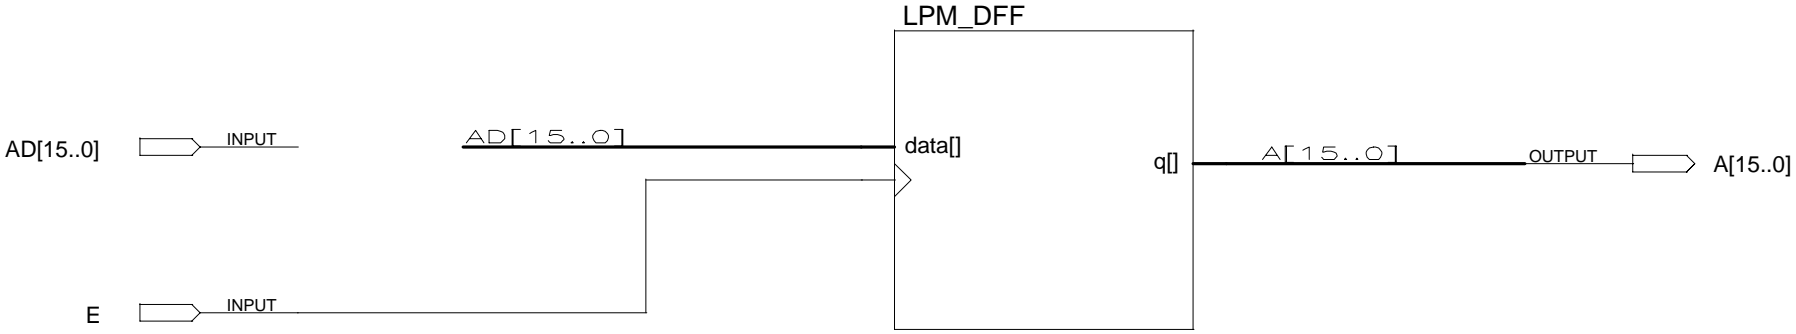 LPM_DFF
AD[15..0] INPUT AD[15..0] data[]
q[] A[15..0] OUTPUT A[15..0]
E INPUT